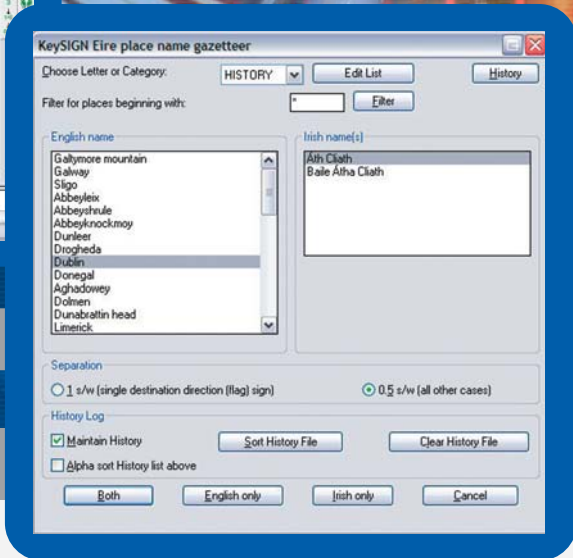 KeySIGN Eire place name gazetteer
Choose Letter or Category: HISTORY Edit List History
Filter for places beginning with: * Filter
English name
Galtymore mountain
Galway
Sligo
Abbeyleix
Abbeyshrule
Abbeyknockmoy
Dunleer
Drogheda
Dublin
Donegal
Aghadowey
Dolmen
Dunabrattin head
Limerick
Irish name(s)
Áth Cliath
Baile Átha Cliath
Separation
1 s/w (single destination direction (flag) sign) 0.5 s/w (all other cases)
History Log
Maintain History Sort History File Clear History File
Alpha sort History list above
Both English only Irish only Cancel